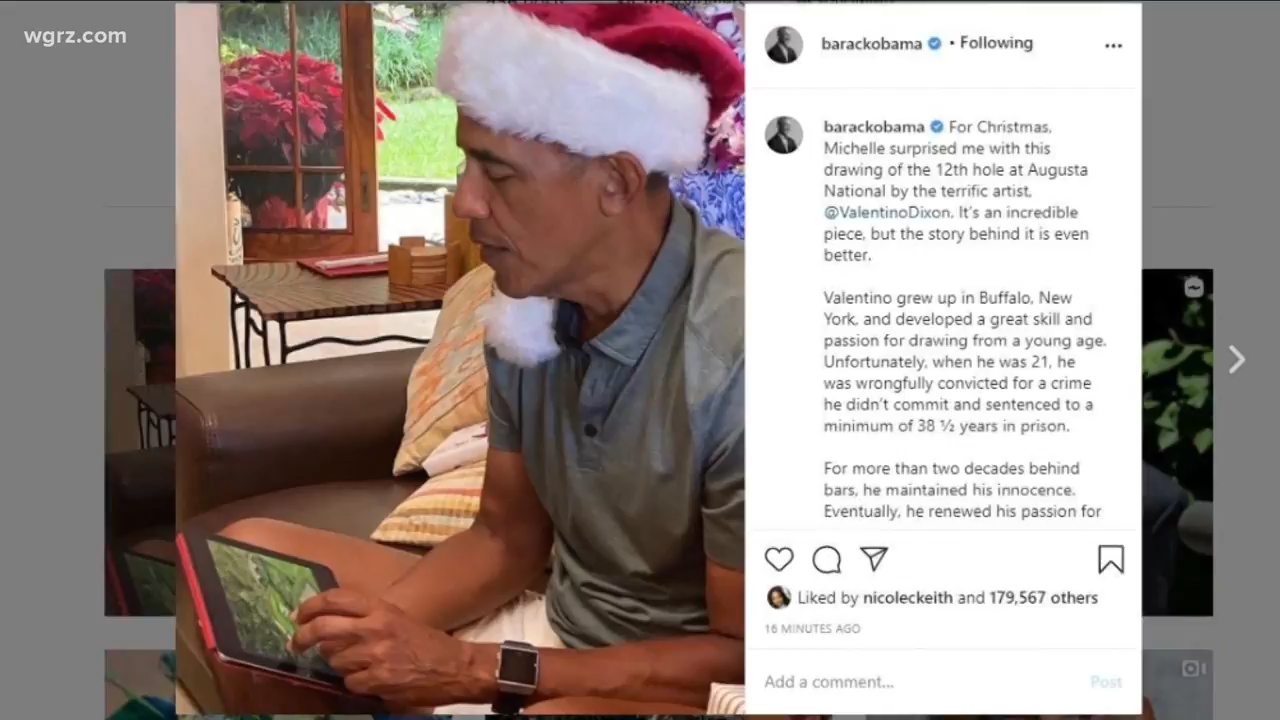 wgrz.com
barackobama • Following
barackobama For Christmas,
Michelle surprised me with this
drawing of the 12th hole at Augusta
National by the terrific artist,
@ValentinoDixon. It's an incredible
piece, but the story behind it is even
better.
Valentino grew up in Buffalo, New
York, and developed a great skill and
passion for drawing from a young age.
Unfortunately, when he was 21, he
was wrongfully convicted for a crime
he didn't commit and sentenced to a
minimum of 38 ½ years in prison.
For more than two decades behind
bars, he maintained his innocence.
Eventually, he renewed his passion for
Liked by nicoleckeith and 179,567 others
16 MINUTES AGO
Add a comment...
Post